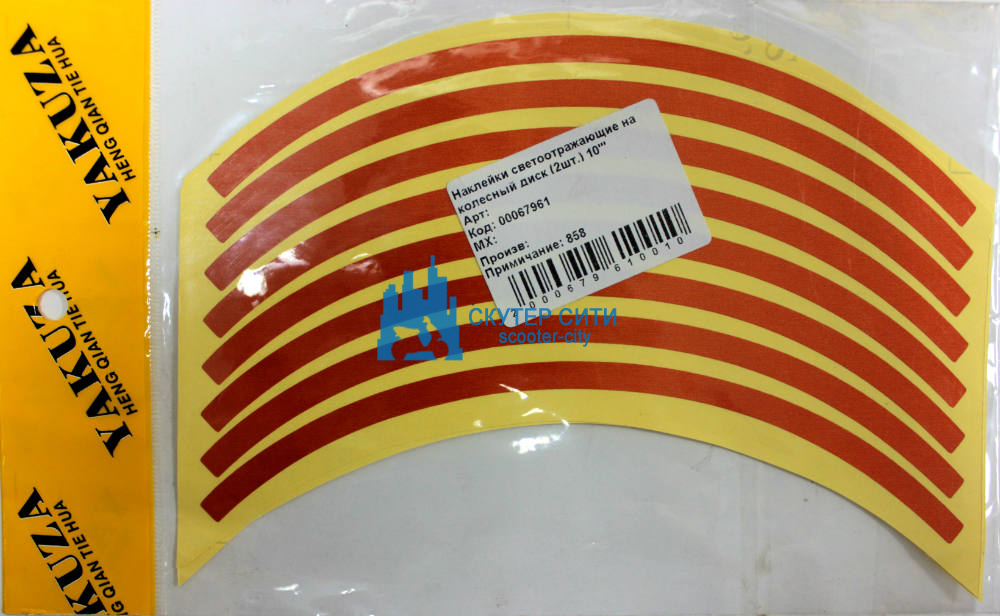 YAKUZA
HENG QIAN TIE HUA
YAKUZA
HENG QIAN TIE HUA
YAKUZA
HENG QIAN TIE HUA
Наклейки светоотражающие на
колесный диск (2шт.) 10'''
Арт:
Код: 00067961
МХ:
Произв:
Примичание: 858
000679 610010
СКУТЕР СИТИ
scooter-city